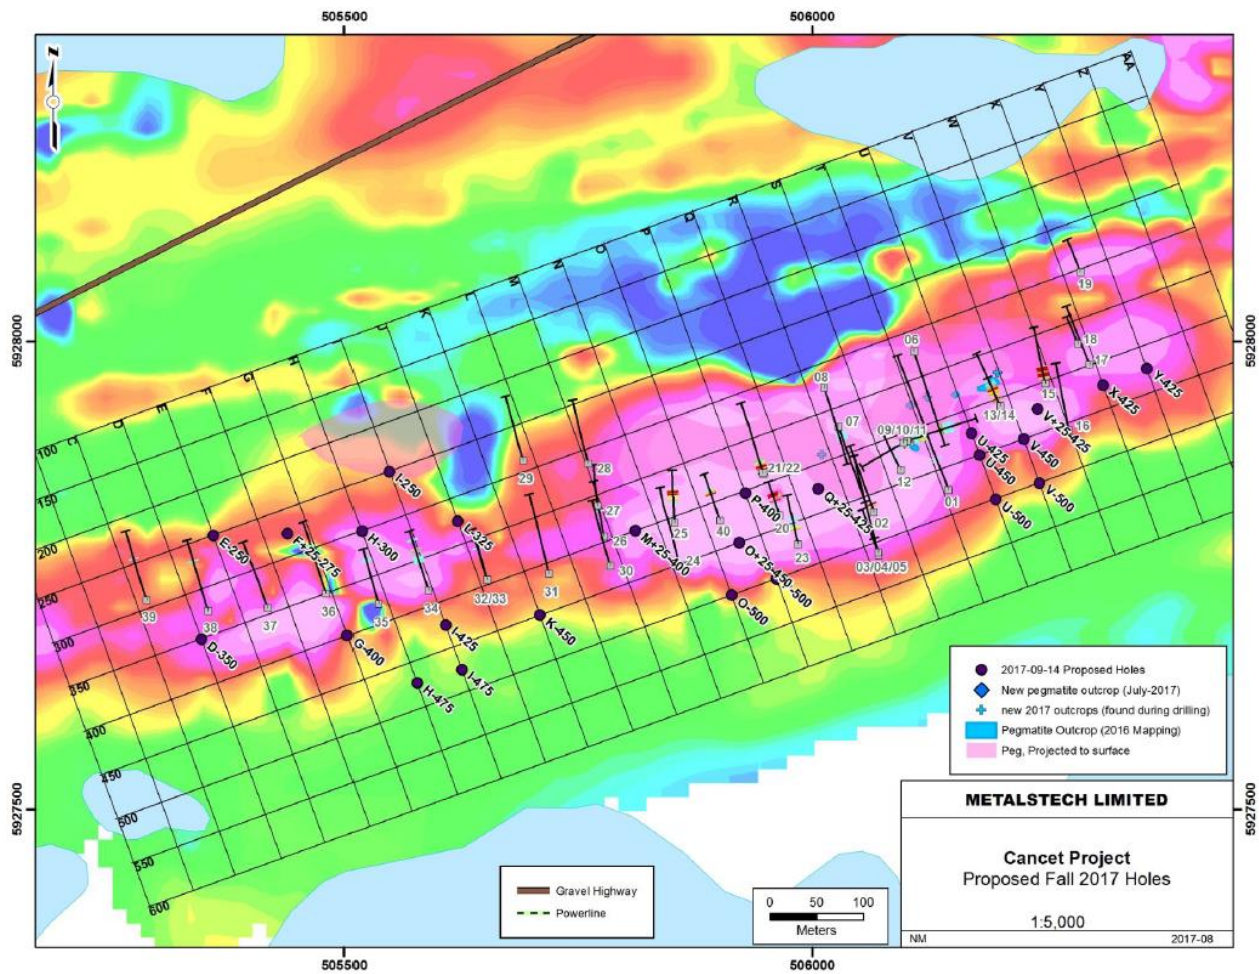 505500
506000
N
AA
Z
Y
X
W
V
U
T
S
R
Q
P
O
N
M
L
K
J
I
H
G
F
E
D
C
19
5928000
5928000
06
18
17
08
15
Y-425
X-425
13/14
16
V+25-425
07
09/10/11
U-425
V-450
100
28
21/22
12
U-450
29
I-250
P-400
Q+25-425
01
V-500
150
27
40
20
02
U-500
L-325
25
200
E-250
F+25-275
H-300
26
M+25-400
23
24
O+25-450
03/04/05
30
-500
250
31
32/33
O-500
39
38
37
36
35
34
300
K-450
I-425
D-350
G-400
350
I-475
H-475
400
450
500
550
600
2017-09-14 Proposed Holes
New pegmatite outcrop (July-2017)
new 2017 outcrops (found during drilling)
Pegmatite Outcrop (2016 Mapping)
Peg, Projected to surface
5927500
5927500
METALSTECH LIMITED
Cancet Project
Proposed Fall 2017 Holes
1:5,000
NM
2017-08
Gravel Highway
Powerline
0 50 100
Meters
505500
506000